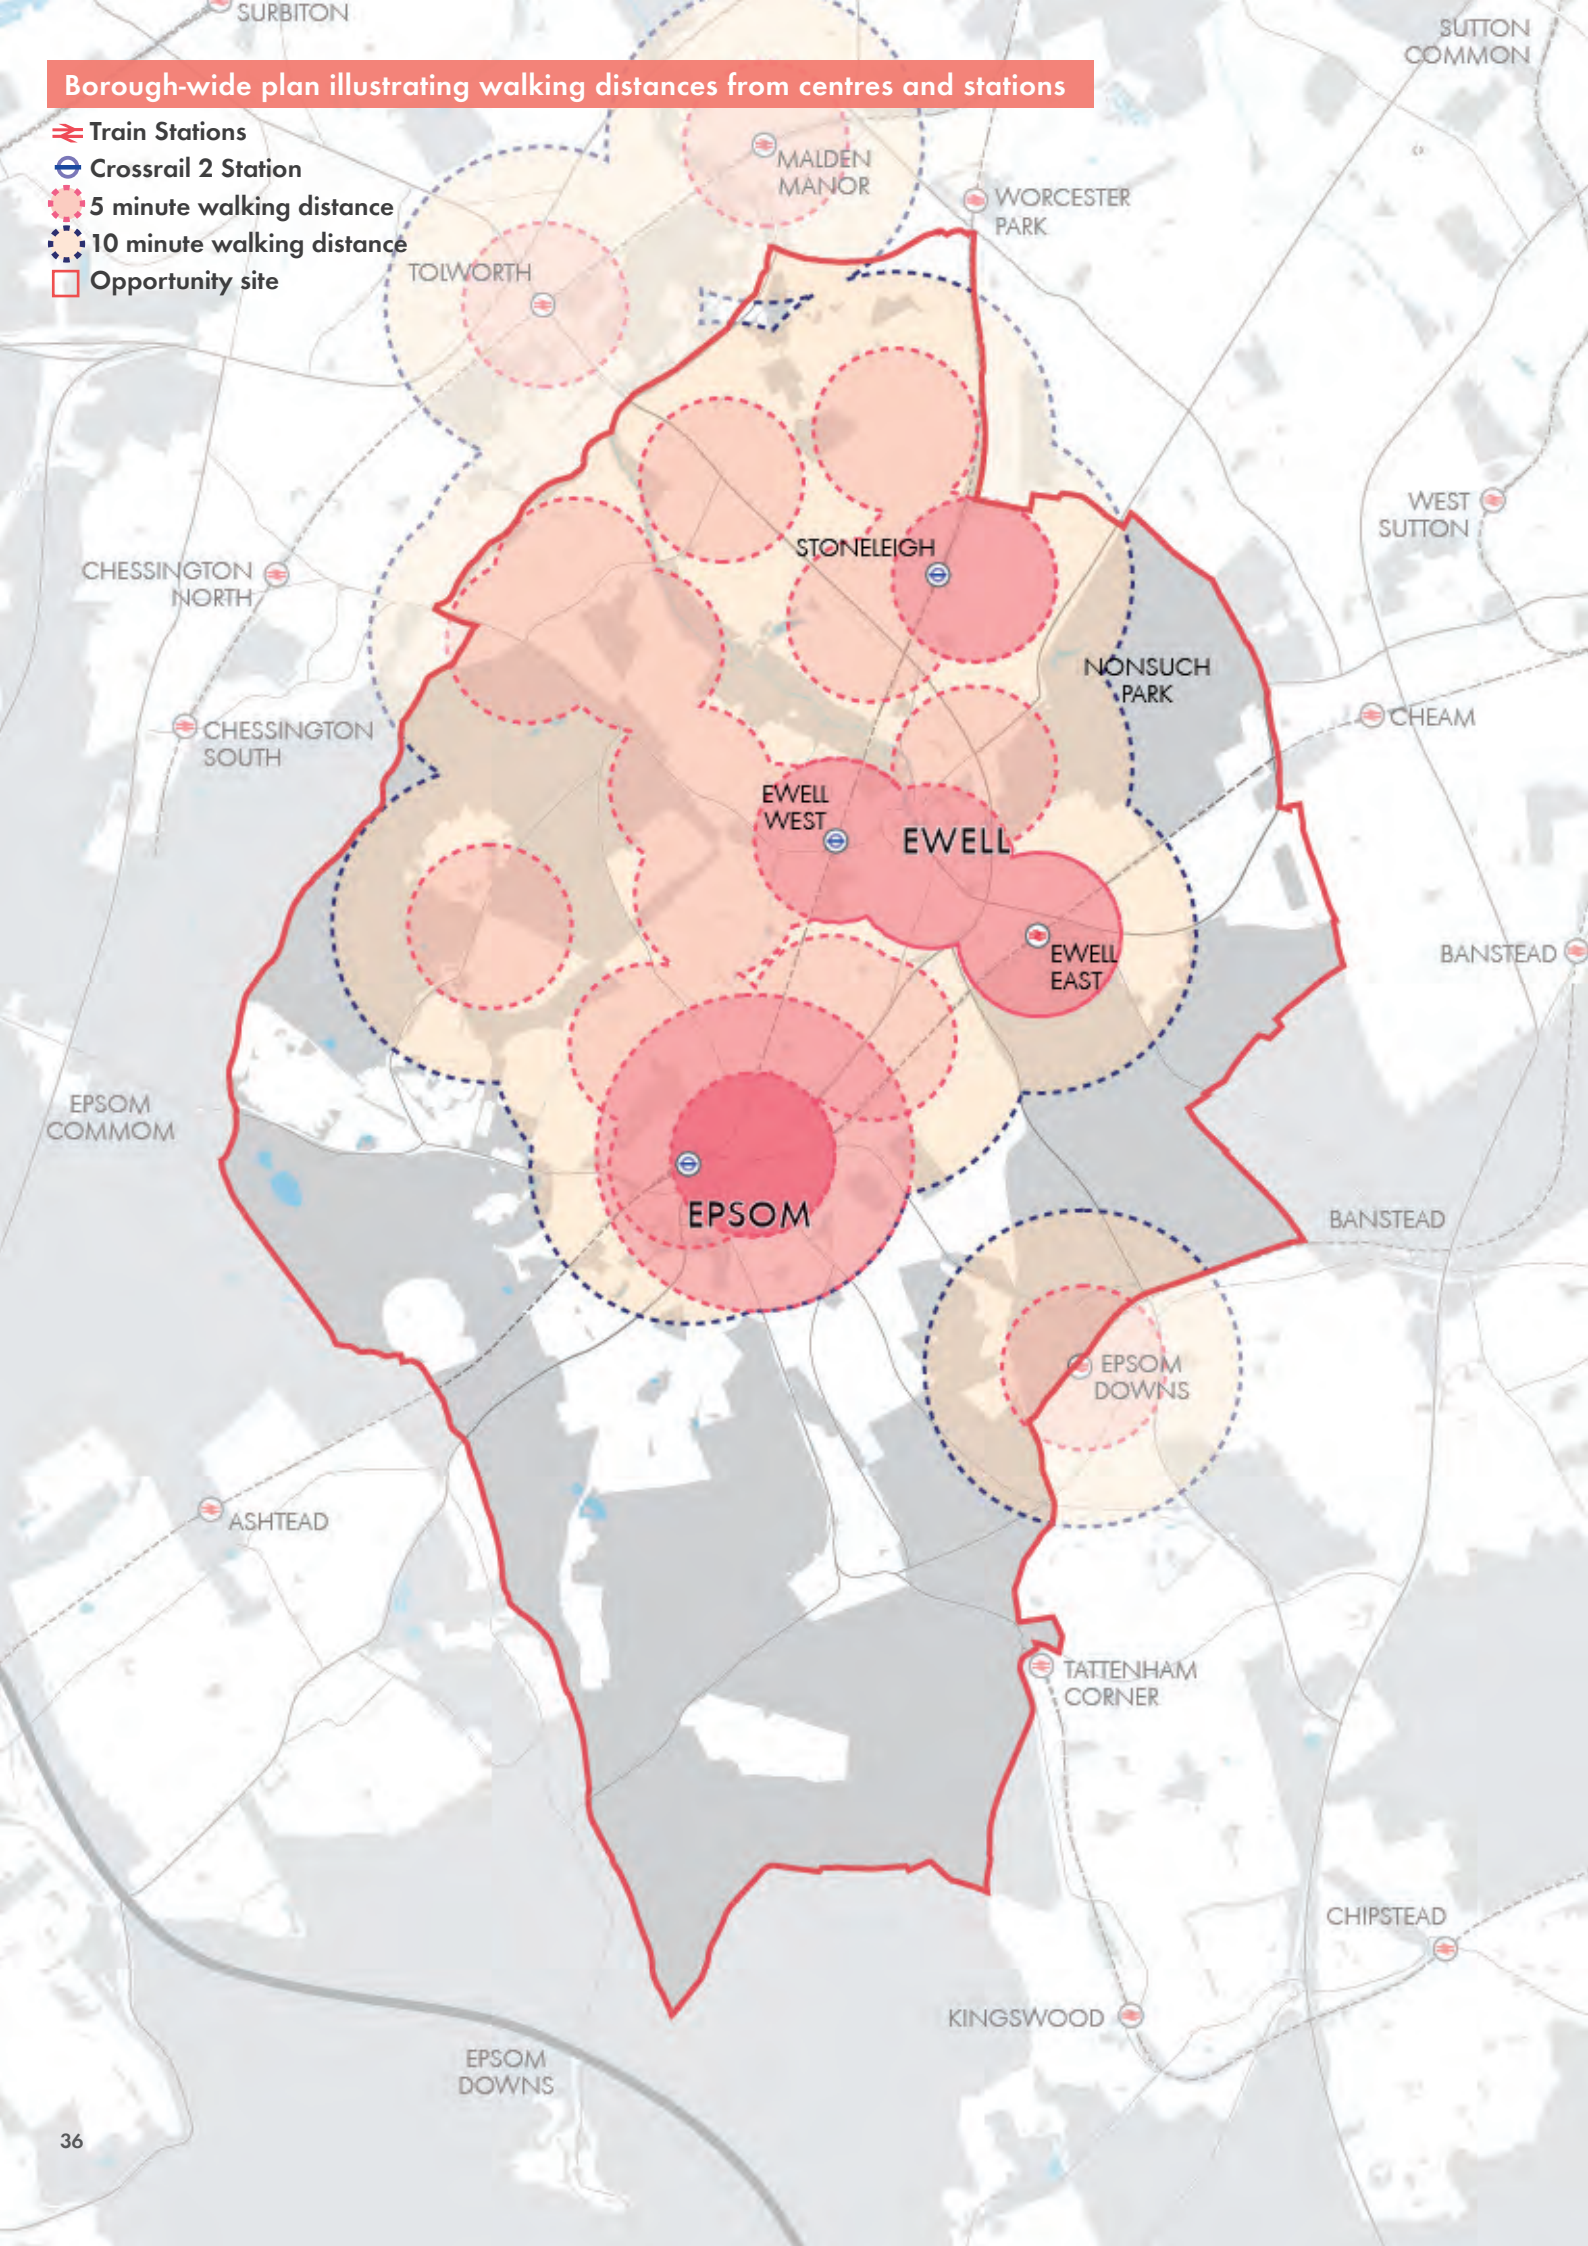 SURBITON
SUTTON
COMMON
Borough-wide plan illustrating walking distances from centres and stations
Train Stations
Crossrail 2 Station
5 minute walking distance
10 minute walking distance
Opportunity site
MALDEN
MANOR
WORCESTER
PARK
TOLWORTH
WEST
SUTTON
STONELEIGH
CHESSINGTON
NORTH
NONSUCH
PARK
CHESSINGTON
SOUTH
CHEAM
EWELL
WEST
EWELL
EWELL
EAST
BANSTEAD
EPSOM
COMMOM
EPSOM
BANSTEAD
EPSOM
DOWNS
ASHTEAD
TATTENHAM
CORNER
CHIPSTEAD
KINGSWOOD
EPSOM
DOWNS
36